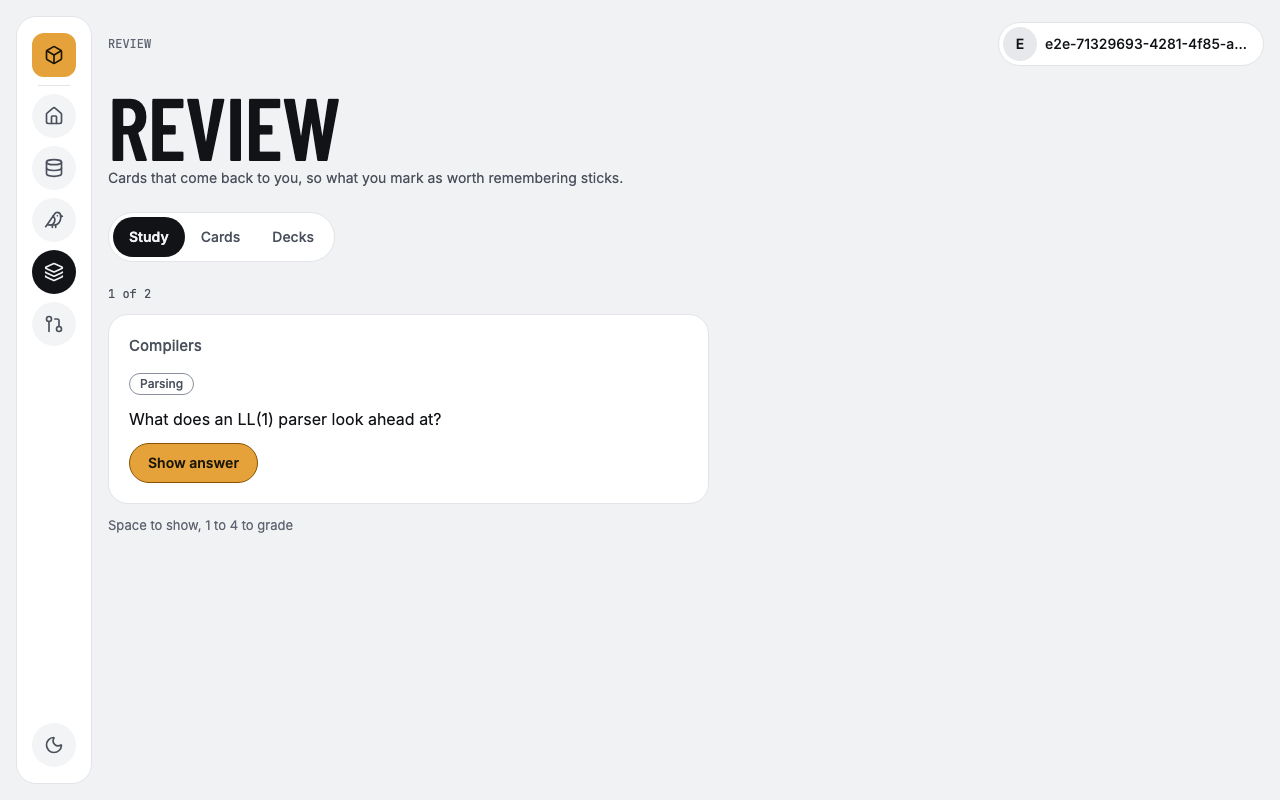 REVIEW
E e2e-71329693-4281-4f85-a...
REVIEW
Cards that come back to you, so what you mark as worth remembering sticks.
Study Cards Decks
1 of 2
Compilers
Parsing
What does an LL(1) parser look ahead at?
Show answer
Space to show, 1 to 4 to grade